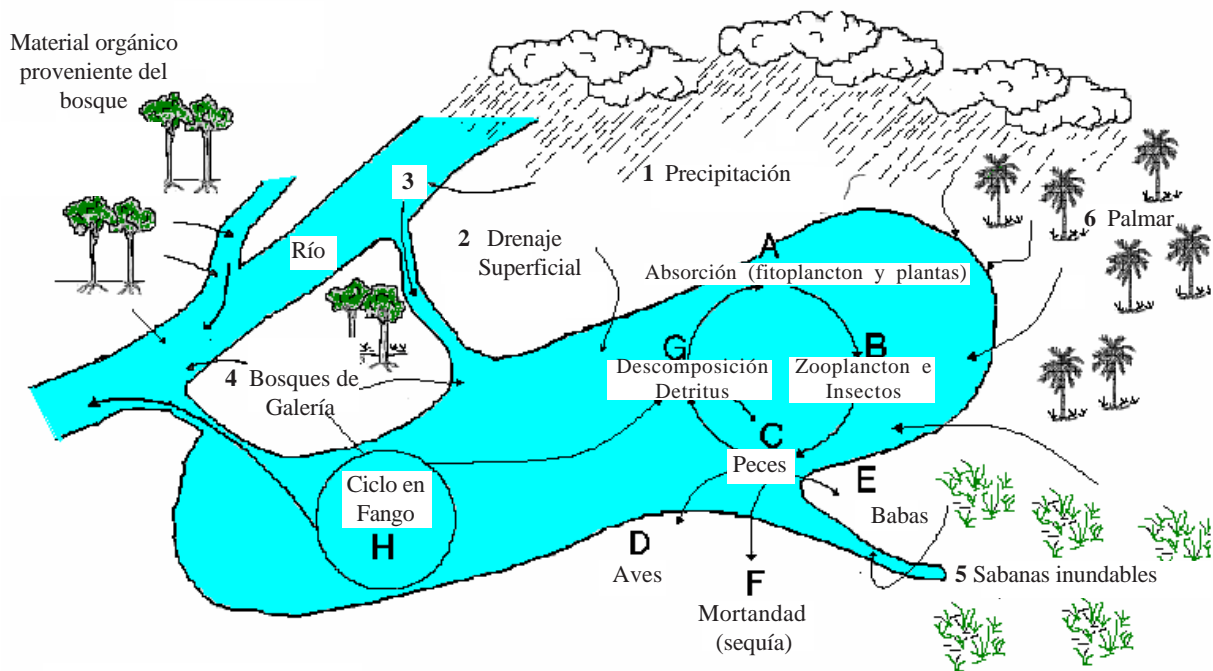 Material orgánico
proveniente del
bosque
1 Precipitación
3
6 Palmar
2 Drenaje
Superficial
Río
A
Absorción (fitoplancton y plantas)
G
B
Descomposición
Detritus
Zooplancton e
Insectos
4 Bosques de
Galería
C
Peces
Ciclo en
Fango
H
E
Babas
D
Aves
F
Mortandad
(sequía)
5 Sabanas inundables